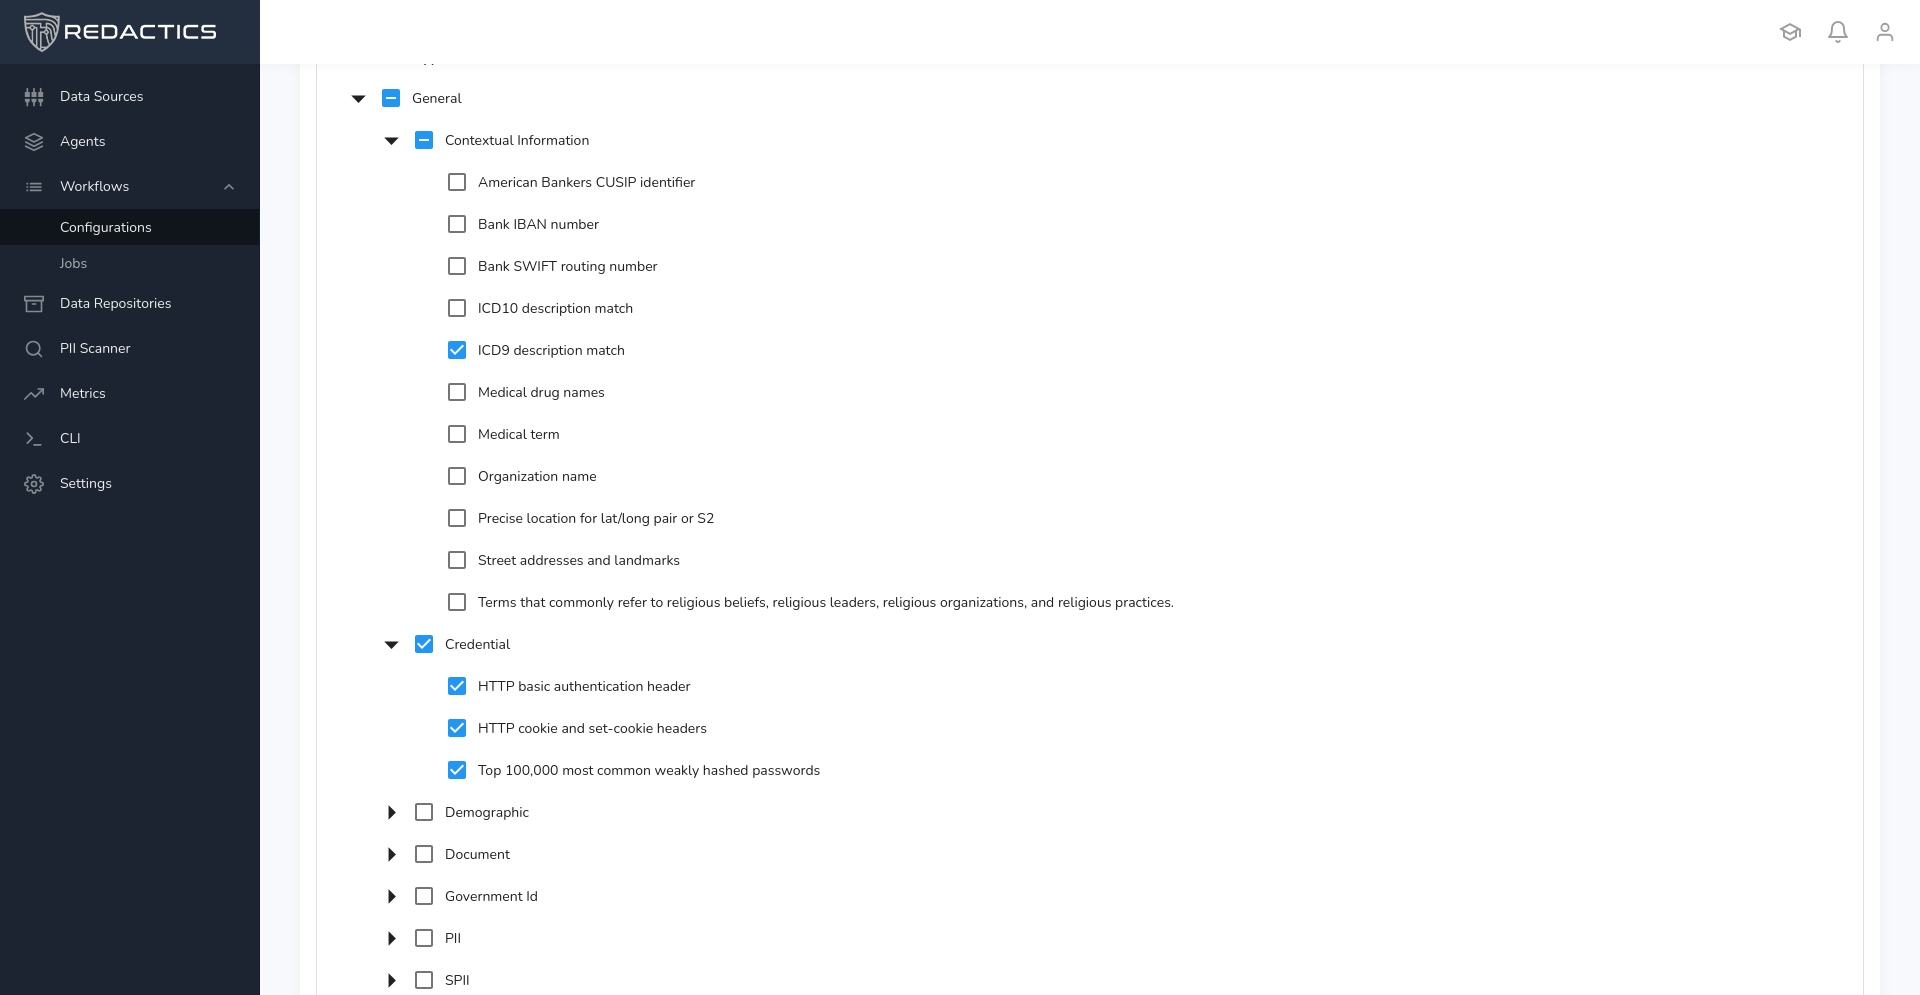 REDACTICS
Data Sources
Agents
Workflows
Configurations
Jobs
Data Repositories
PII Scanner
Metrics
CLI
Settings
General
Contextual Information
American Bankers CUSIP identifier
Bank IBAN number
Bank SWIFT routing number
ICD10 description match
ICD9 description match
Medical drug names
Medical term
Organization name
Precise location for lat/long pair or S2
Street addresses and landmarks
Terms that commonly refer to religious beliefs, religious leaders, religious organizations, and religious practices.
Credential
HTTP basic authentication header
HTTP cookie and set-cookie headers
Top 100,000 most common weakly hashed passwords
Demographic
Document
Government Id
PII
SPII